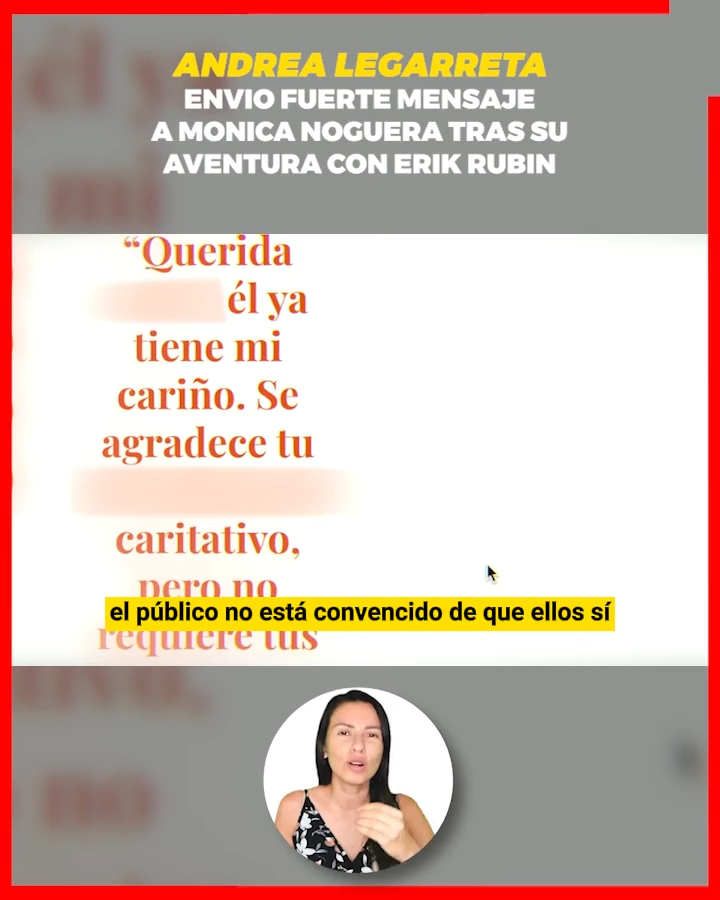 ANDREA LEGARRETA
ENVIO FUERTE MENSAJE
A MONICA NOGUERA TRAS SU
AVENTURA CON ERIK RUBIN
“Querida
él ya
tiene mi
cariño. Se
agradece tu
caritativo,
pero no
el público no está convencido de que ellos sí
requiere tus